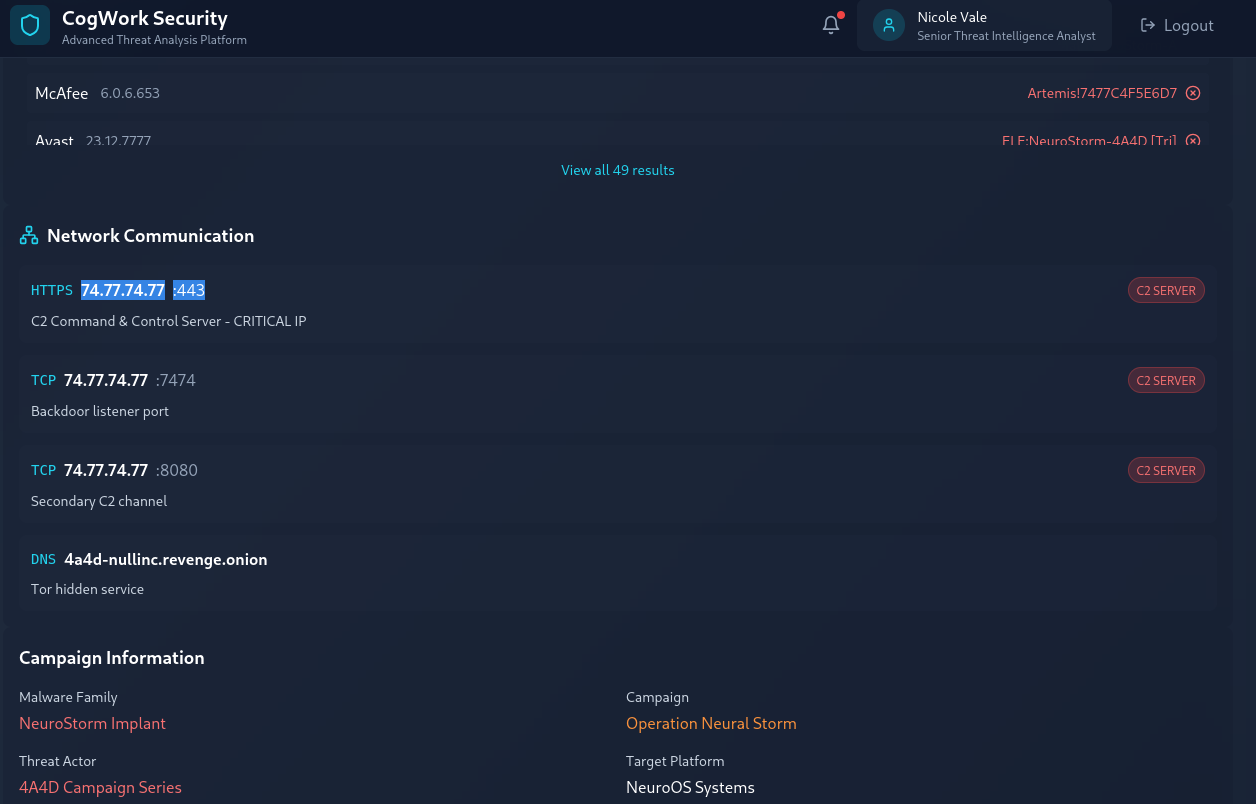 CogWork Security
Advanced Threat Analysis Platform
Nicole Vale
Senior Threat Intelligence Analyst
Logout
McAfee 6.0.6.653 Artemis!7477C4F5E6D7
Avast 23.12.7777 ELF:NeuroStorm-4A4D [Trj]
View all 49 results
Network Communication
HTTPS 74.77.74.77 :443 C2 SERVER
C2 Command & Control Server - CRITICAL IP
TCP 74.77.74.77 :7474 C2 SERVER
Backdoor listener port
TCP 74.77.74.77 :8080 C2 SERVER
Secondary C2 channel
DNS 4a4d-nullinc.revenge.onion
Tor hidden service
Campaign Information
Malware Family Campaign
NeuroStorm Implant Operation Neural Storm
Threat Actor Target Platform
4A4D Campaign Series NeuroOS Systems